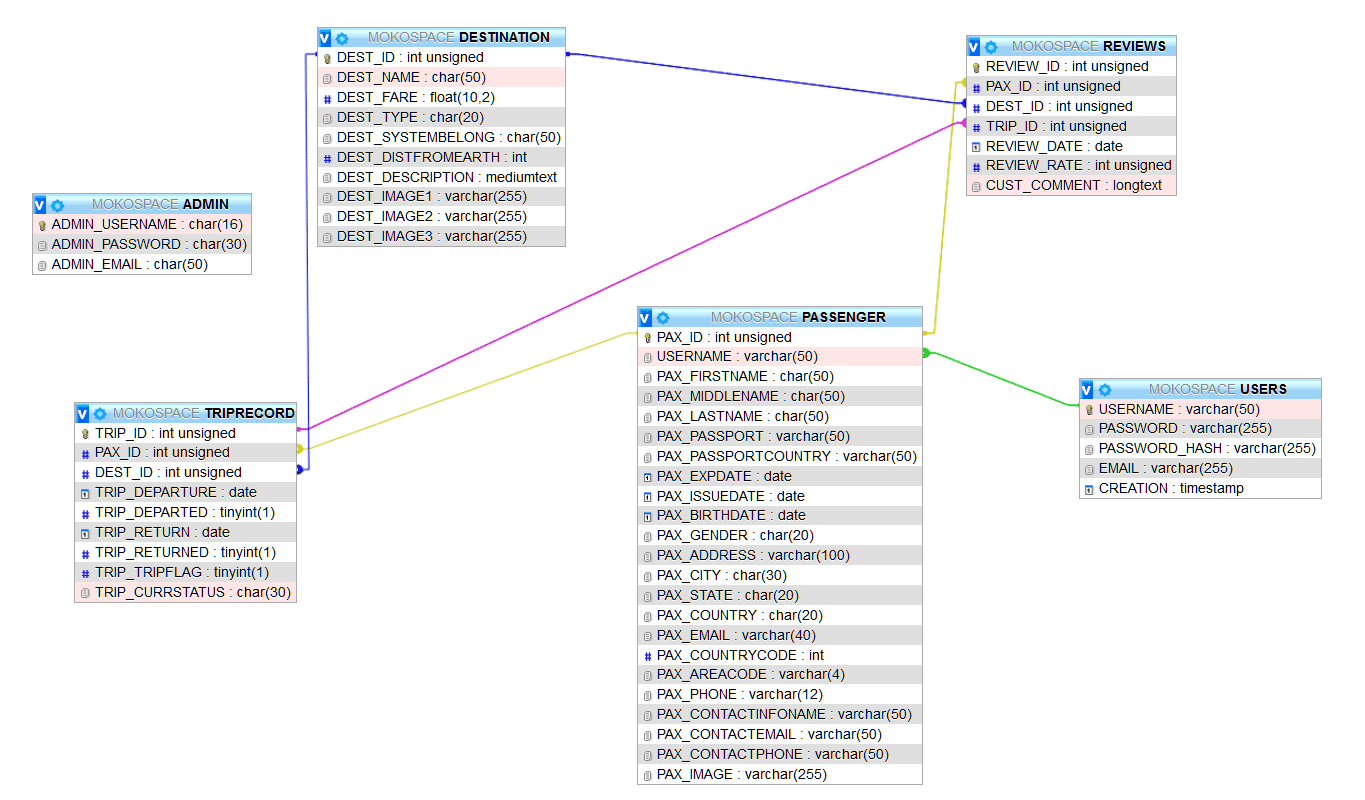 MOKOSPACE DESTINATION
DEST_ID : int unsigned
DEST_NAME : char(50)
DEST_FARE : float(10,2)
DEST_TYPE : char(20)
DEST_SYSTEMBELONG : char(50)
DEST_DISTFROMEARTH : int
DEST_DESCRIPTION : mediumtext
DEST_IMAGE1 : varchar(255)
DEST_IMAGE2 : varchar(255)
DEST_IMAGE3 : varchar(255)
MOKOSPACE REVIEWS
REVIEW_ID : int unsigned
PAX_ID : int unsigned
DEST_ID : int unsigned
TRIP_ID : int unsigned
REVIEW_DATE : date
REVIEW_RATE : int unsigned
CUST_COMMENT : longtext
MOKOSPACE ADMIN
ADMIN_USERNAME : char(16)
ADMIN_PASSWORD : char(30)
ADMIN_EMAIL : char(50)
MOKOSPACE PASSENGER
PAX_ID : int unsigned
USERNAME : varchar(50)
PAX_FIRSTNAME : char(50)
PAX_MIDDLENAME : char(50)
PAX_LASTNAME : char(50)
PAX_PASSPORT : varchar(50)
PAX_PASSPORTCOUNTRY : varchar(50)
PAX_EXPDATE : date
PAX_ISSUEDATE : date
PAX_BIRTHDATE : date
PAX_GENDER : char(20)
PAX_ADDRESS : varchar(100)
PAX_CITY : char(30)
PAX_STATE : char(20)
PAX_COUNTRY : char(20)
PAX_EMAIL : varchar(40)
PAX_COUNTRYCODE : int
PAX_AREACODE : varchar(4)
PAX_PHONE : varchar(12)
PAX_CONTACTINFONAME : varchar(50)
PAX_CONTACTEMAIL : varchar(50)
PAX_CONTACTPHONE : varchar(50)
PAX_IMAGE : varchar(255)
MOKOSPACE USERS
USERNAME : varchar(50)
PASSWORD : varchar(255)
PASSWORD_HASH : varchar(255)
EMAIL : varchar(255)
CREATION : timestamp
MOKOSPACE TRIPRECORD
TRIP_ID : int unsigned
PAX_ID : int unsigned
DEST_ID : int unsigned
TRIP_DEPARTURE : date
TRIP_DEPARTED : tinyint(1)
TRIP_RETURN : date
TRIP_RETURNED : tinyint(1)
TRIP_TRIPFLAG : tinyint(1)
TRIP_CURRSTATUS : char(30)